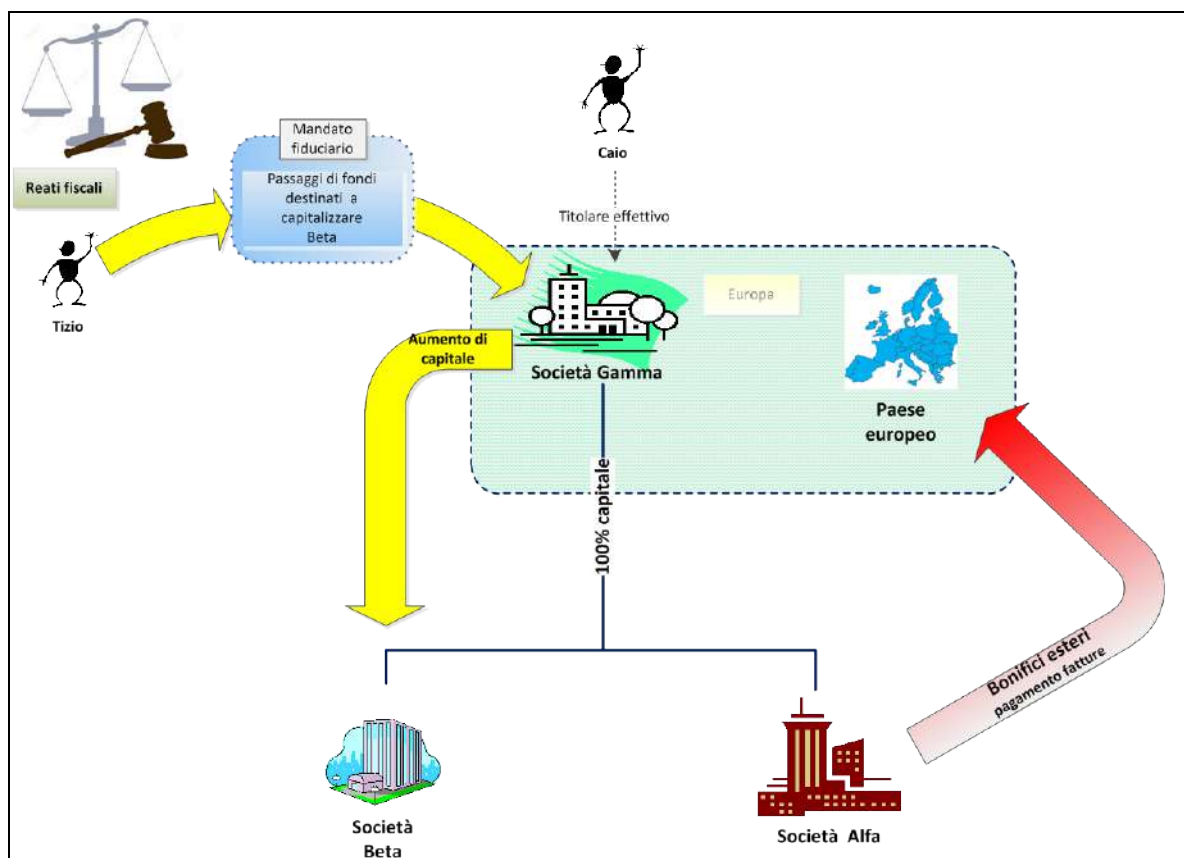 Reati fiscali
Tizio
Mandato
fiduciario
Passaggi di fondi
destinati a
capitalizzare
Beta
Caio
Titolare effettivo
Europa
Aumento di
capitale
Società Gamma
Paese
europeo
100% capitale
Bonifici esteri
pagamento fatture
Società
Beta
Società Alfa